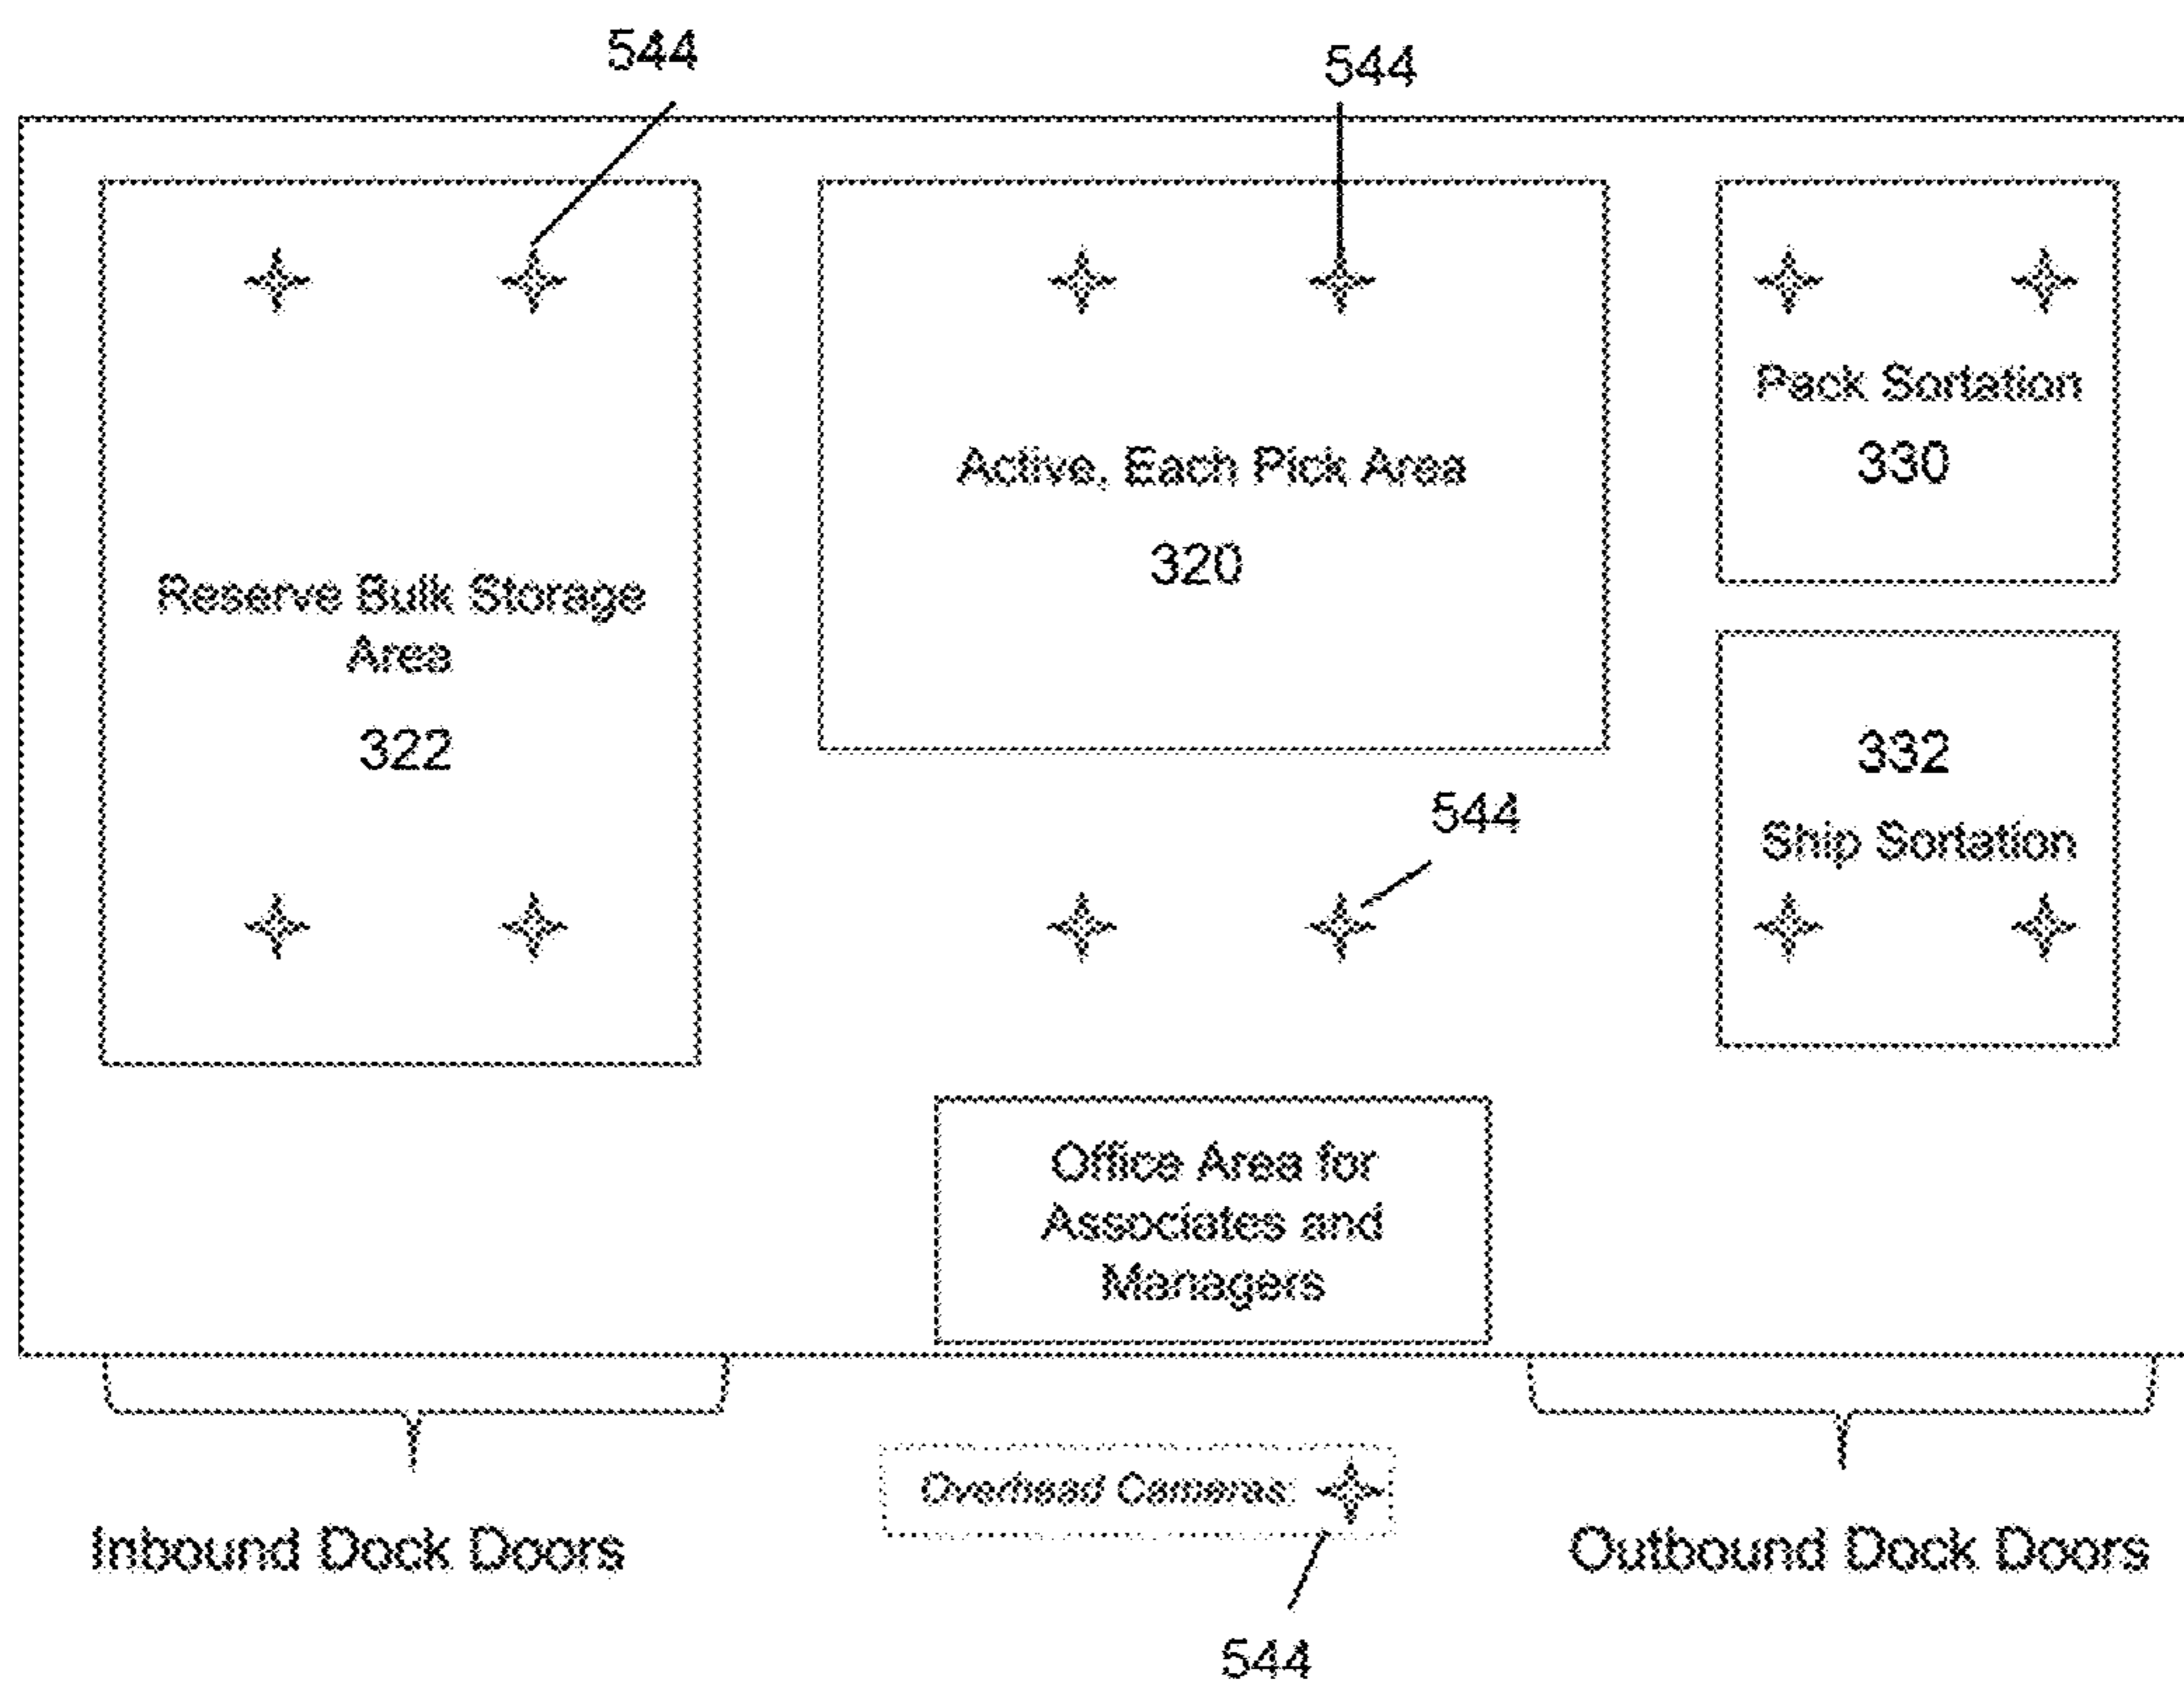 544
544
Pack Sortation
330
Active, Each Pick Area
320
Reserve Bulk Storage
Area
322
332
544
Ship Sortation
Office Area for
Associates and
Managers
Overhead Cameras:
Inbound Dock Doors
Outbound Dock Doors
544